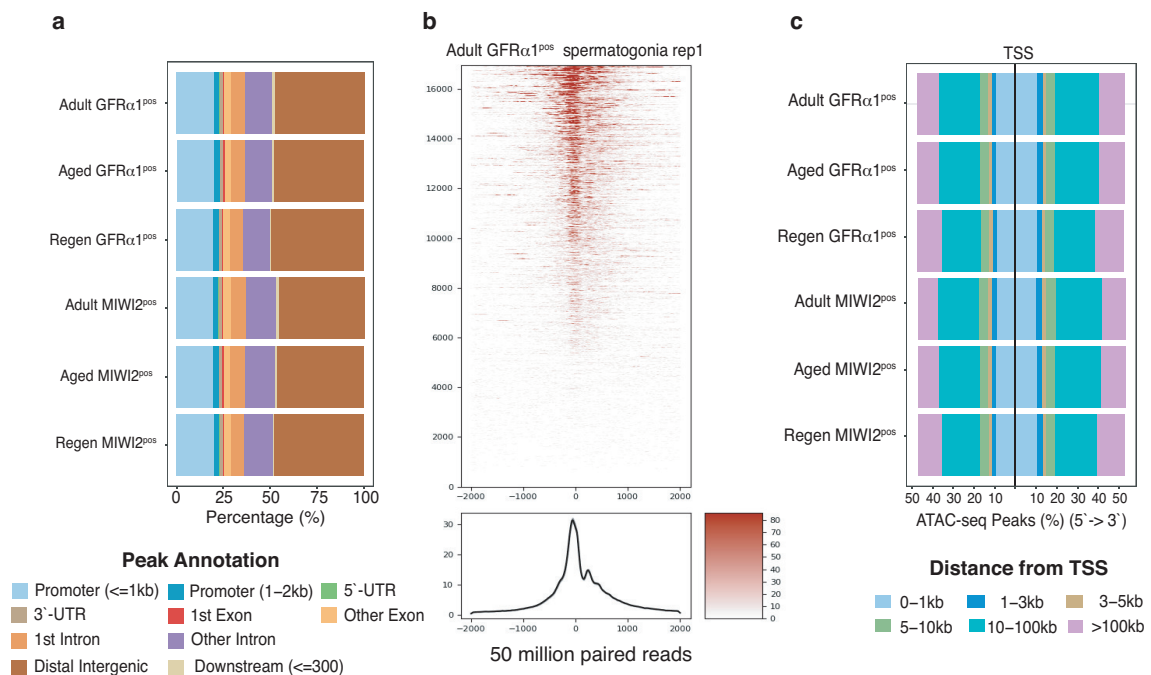 a
Adult GFRα1pos
Aged GFRα1pos
Regen GFRα1pos
Adult MIWI2pos
Aged MIWI2pos
Regen MIWI2pos
0 25 50 75 100
Percentage (%)
Peak Annotation
Promoter (<=1kb) Promoter (1–2kb) 5`-UTR
3`-UTR 1st Exon Other Exon
1st Intron Other Intron
Distal Intergenic Downstream (<=300)
b
Adult GFRα1pos spermatogonia rep1
16000
14000
12000
10000
8000
6000
4000
2000
0
−2000 −1000 0 1000 2000
30
20
10
0
−2000 −1000 0 1000 2000
80
70
60
50
40
30
20
10
0
50 million paired reads
c
TSS
Adult GFRα1pos
Aged GFRα1pos
Regen GFRα1pos
Adult MIWI2pos
Aged MIWI2pos
Regen MIWI2pos
50 40 30 20 10 10 20 30 40 50
ATAC-seq Peaks (%) (5`-> 3`)
Distance from TSS
0–1kb 1–3kb 3–5kb
5–10kb 10–100kb >100kb